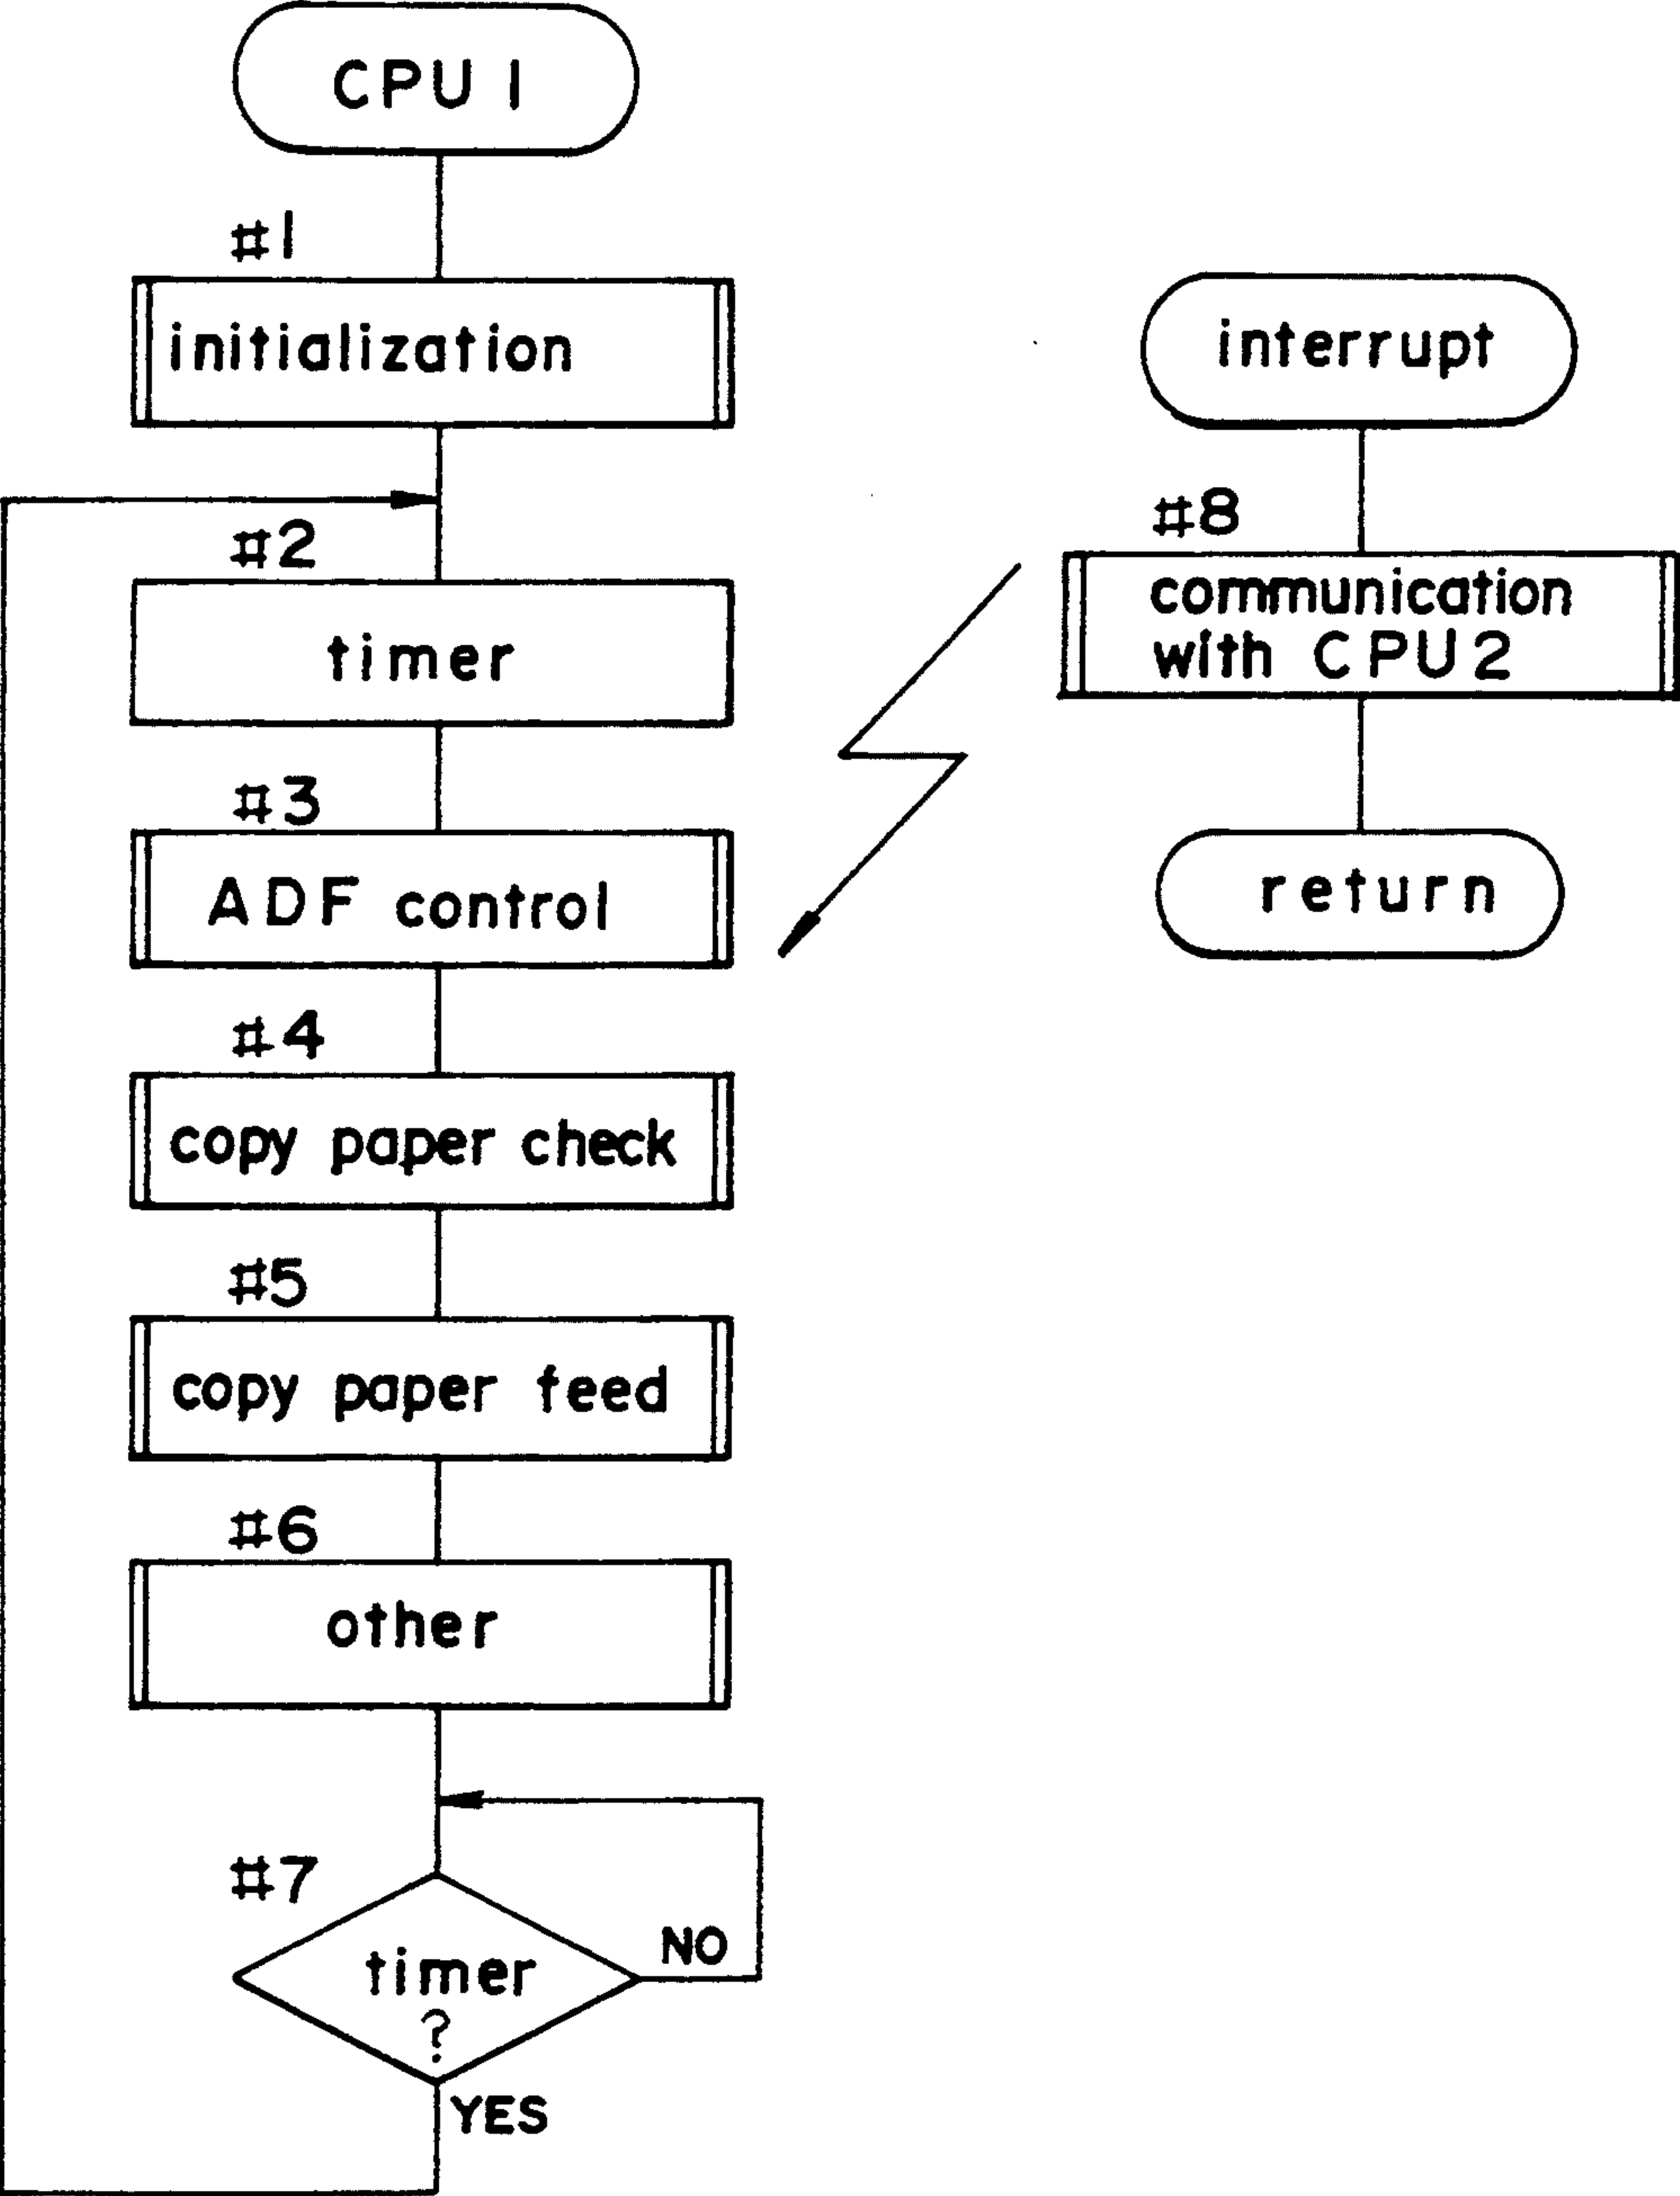 CPU 1
#1
initialization
#2
timer
#3
ADF control
#4
copy paper check
#5
copy paper feed
#6
other
#7
timer
?
NO
YES
interrupt
#8
communication
with CPU2
return